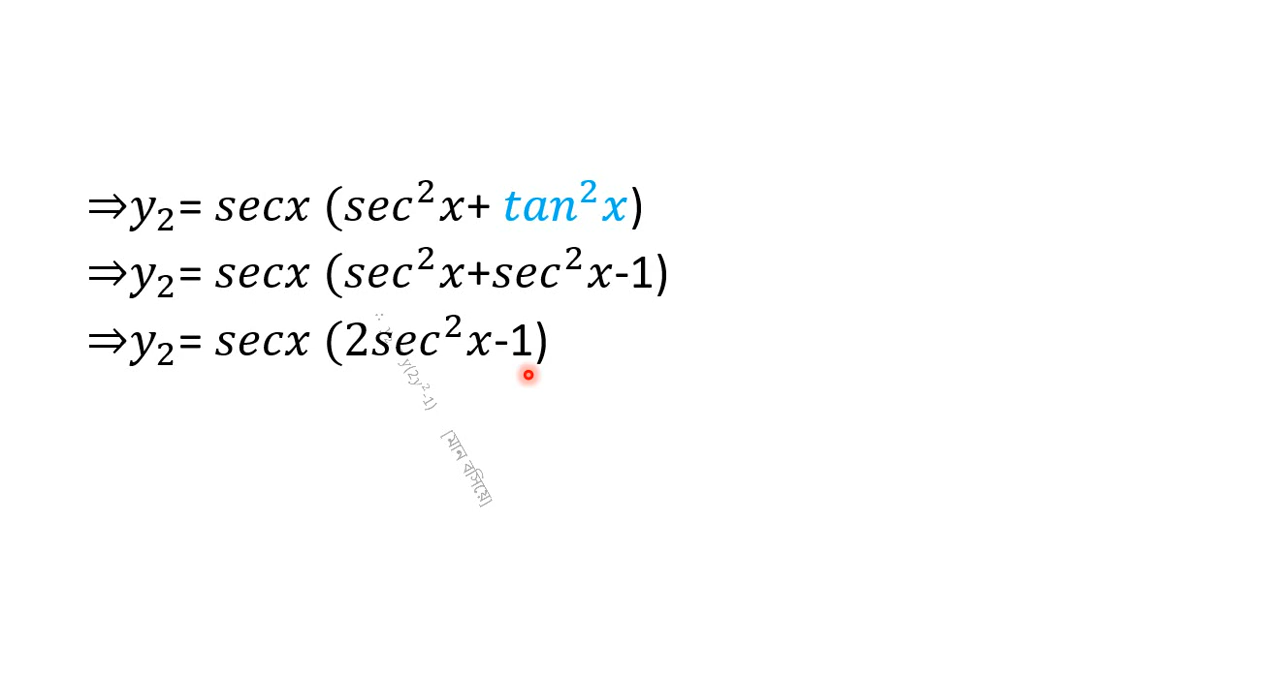 ⇒y₂= secx (sec²x+ tan²x)
⇒y₂= secx (sec²x+sec²x-1)
⇒y₂= secx (2sec²x-1)
∴ y(2y²-1) [মান বসিয়ে]